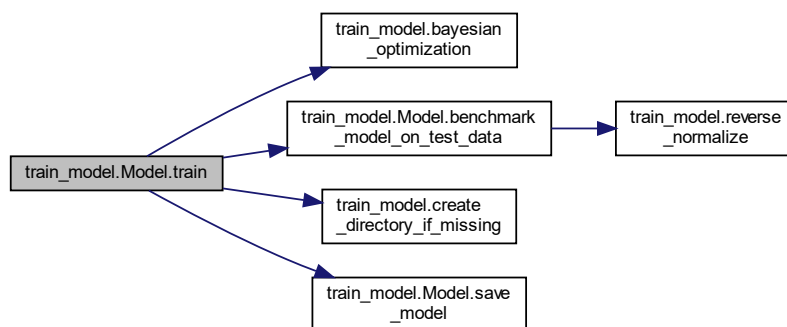 train_model.bayesian
_optimization
train_model.Model.benchmark
_model_on_test_data
train_model.reverse
_normalize
train_model.Model.train
train_model.create
_directory_if_missing
train_model.Model.save
_model